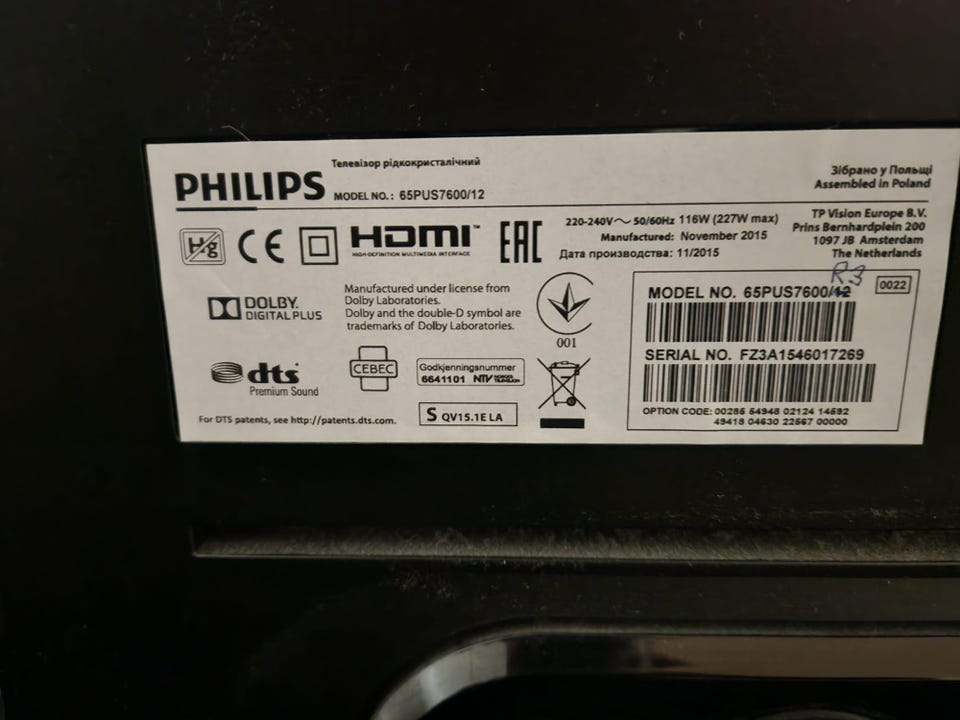 Телевізор рідкокристалічний
PHILIPS
MODEL NO.: 65PUS7600/12
Зібрано у Польщі
Assembled in Poland
Hg CE HDMI™ EAC
HIGH-DEFINITION MULTIMEDIA INTERFACE
220-240V~ 50/60Hz 116W (227W max)
Manufactured: November 2015
Дата производства: 11/2015
TP Vision Europe B.V.
Prins Bernhardplein 200
1097 JB Amsterdam
The Netherlands
DOLBY.
DIGITAL PLUS
Manufactured under license from
Dolby Laboratories.
Dolby and the double-D symbol are
trademarks of Dolby Laboratories.
001
R3
0022
MODEL NO. 65PUS7600/12
SERIAL NO. FZ3A1546017269
OPTION CODE: 00285 54948 02124 14592
49418 04630 22567 00000
dts
Premium Sound
CEBEC
Godkjenningsnummer
6641101 NTV
S QV15.1E LA
For DTS patents, see http://patents.dts.com.